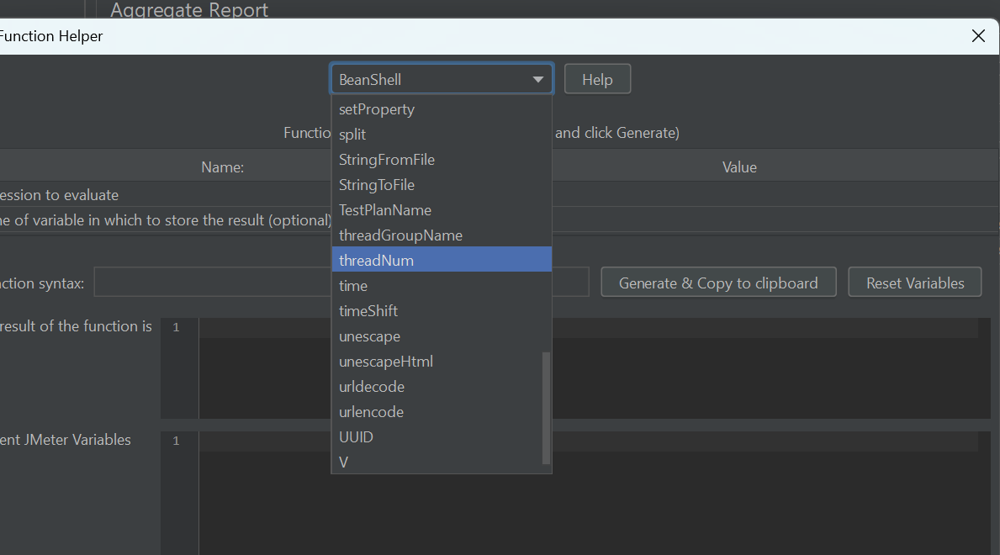 Aggregate Report
Function Helper
BeanShell
Help
setProperty
and click Generate)
split
StringFromFile
Name:
Value
StringToFile
ession to evaluate
TestPlanName
e of variable in which to store the result (optional)
threadGroupName
threadNum
ction syntax:
Generate & Copy to clipboard
Reset Variables
time
timeShift
result of the function is
1
unescape
unescapeHtml
urldecode
urlencode
UUID
ent JMeter Variables
1
V